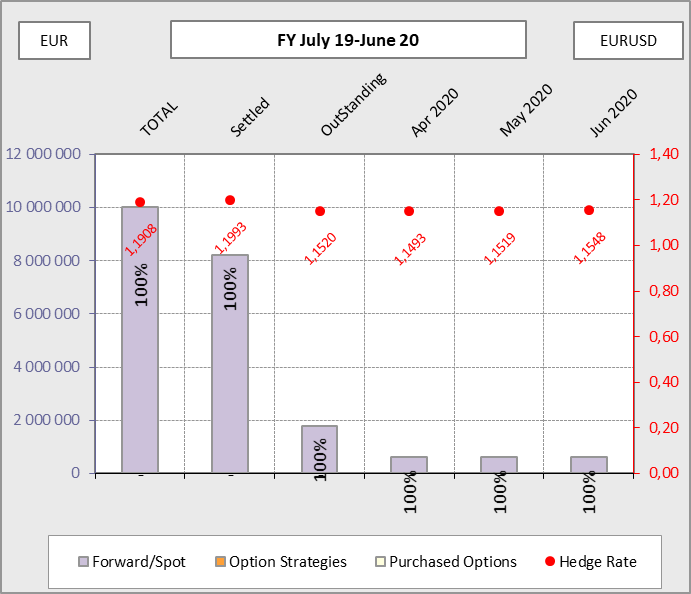 EUR
FY July 19-June 20
EURUSD
TOTAL
Settled
OutStanding
Apr 2020
May 2020
Jun 2020
12 000 000
10 000 000
8 000 000
6 000 000
4 000 000
2 000 000
0
1,40
1,20
1,00
0,80
0,60
0,40
0,20
0,00
1,1908
1,1993
1,1520
1,1493
1,1519
1,1548
100%
100%
100%
100%
100%
100%
-
-
Forward/Spot
Option Strategies
Purchased Options
Hedge Rate